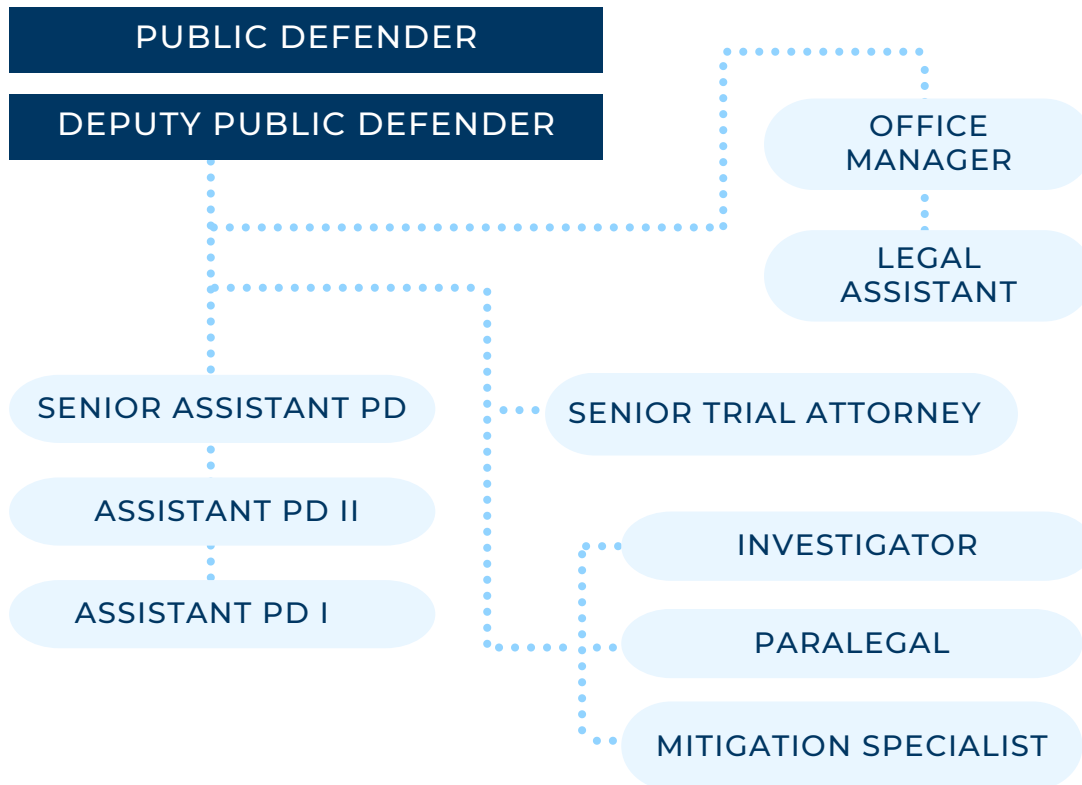 PUBLIC DEFENDER
DEPUTY PUBLIC DEFENDER
OFFICE
MANAGER
LEGAL
ASSISTANT
SENIOR ASSISTANT PD
SENIOR TRIAL ATTORNEY
ASSISTANT PD II
INVESTIGATOR
ASSISTANT PD I
PARALEGAL
MITIGATION SPECIALIST